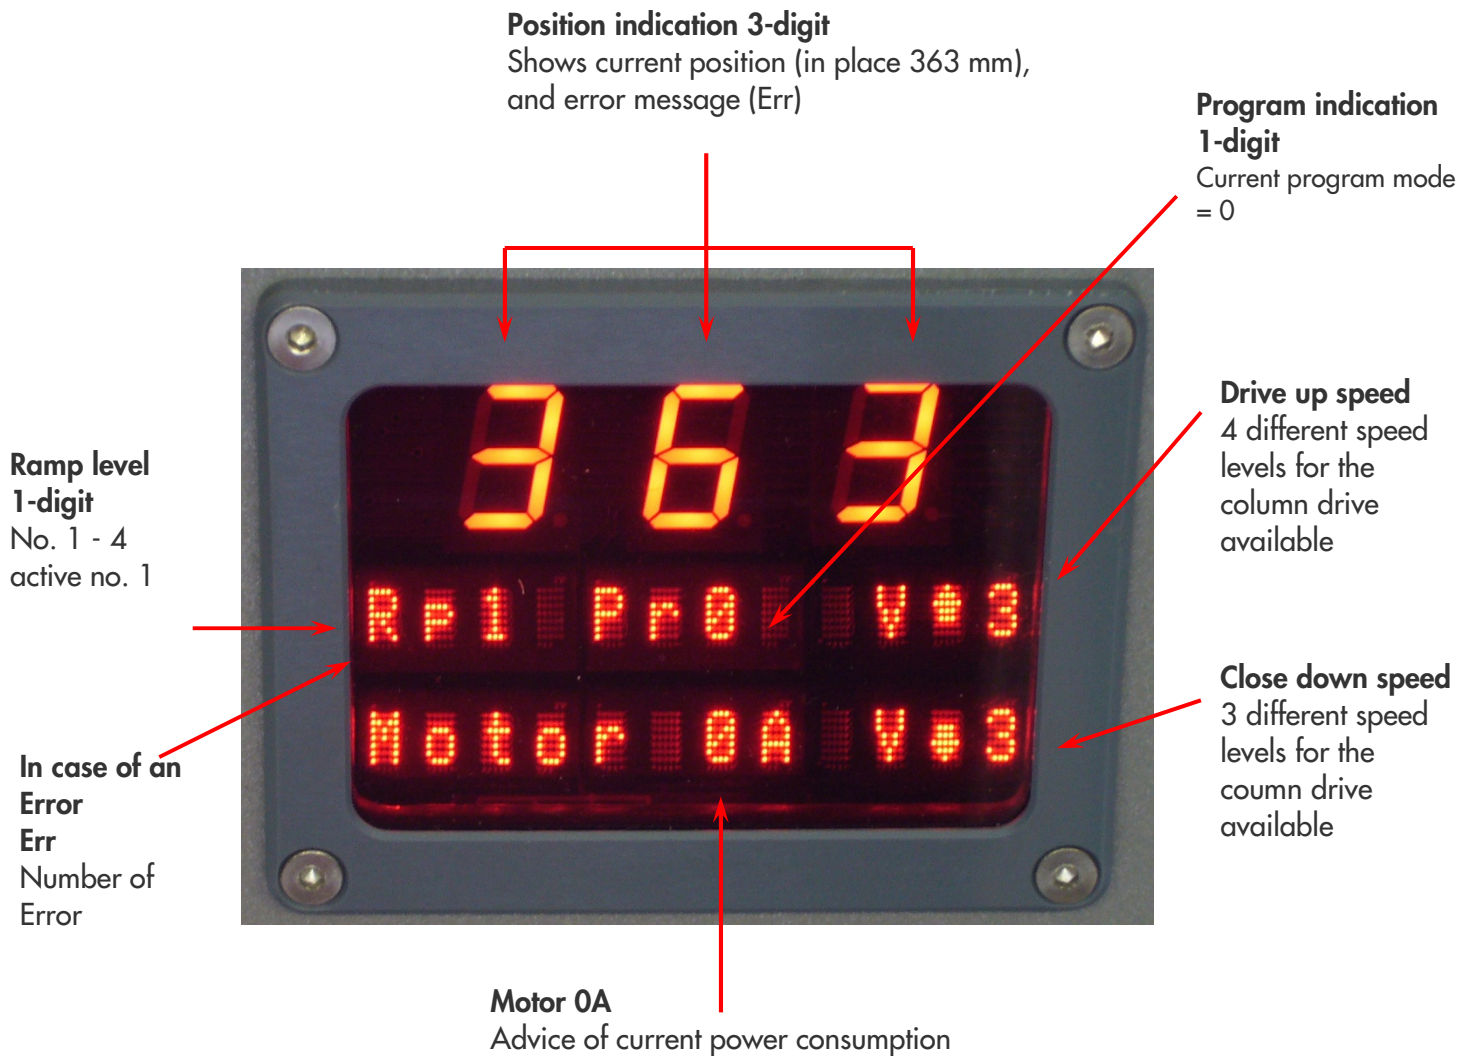 Position indication 3-digit
Shows current position (in place 363 mm),
and error message (Err)
Program indication
1-digit
Current program mode
= 0
Ramp level
1-digit
No. 1 - 4
active no. 1
In case of an
Error
Err
Number of
Error
363
Rp1 Pr0 V↑3
Motor 0A V↓3
Drive up speed
4 different speed
levels for the
column drive
available
Close down speed
3 different speed
levels for the
coumn drive
available
Motor 0A
Advice of current power consumption